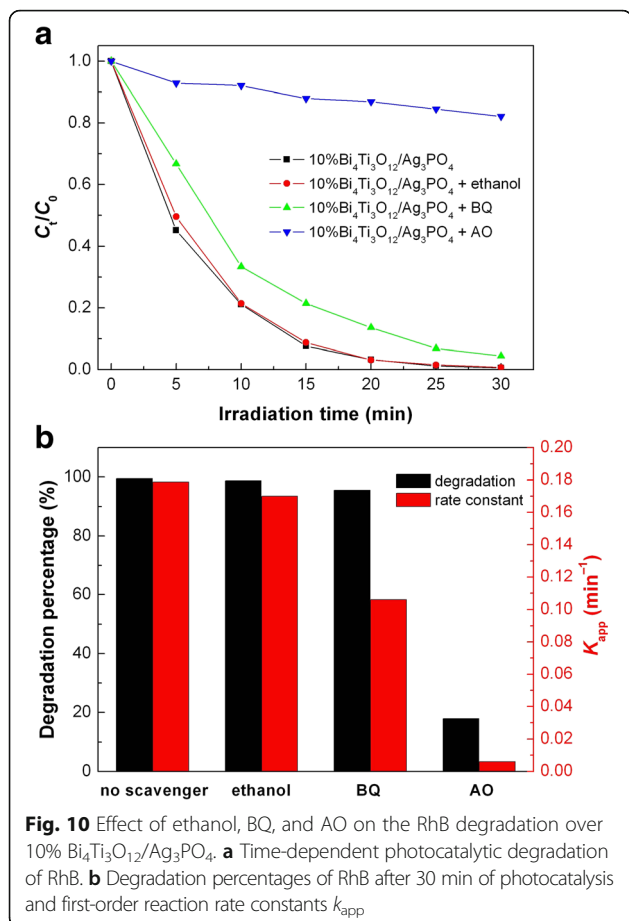 a
1.0
0.8
0.6
0.4
0.2
0.0
C_t/C_0
10%Bi₄Ti₃O₁₂/Ag₃PO₄
10%Bi₄Ti₃O₁₂/Ag₃PO₄ + ethanol
10%Bi₄Ti₃O₁₂/Ag₃PO₄ + BQ
10%Bi₄Ti₃O₁₂/Ag₃PO₄ + AO
0 5 10 15 20 25 30
Irradiation time (min)
b
100
80
60
40
20
0
Degradation percentage (%)
degradation
rate constant
0.20
0.18
0.16
0.14
0.12
0.10
0.08
0.06
0.04
0.02
0.00
K_app (min⁻¹)
no scavenger ethanol BQ AO
Fig. 10 Effect of ethanol, BQ, and AO on the RhB degradation over
10% Bi₄Ti₃O₁₂/Ag₃PO₄. a Time-dependent photocatalytic degradation
of RhB. b Degradation percentages of RhB after 30 min of photocatalysis
and first-order reaction rate constants k_app